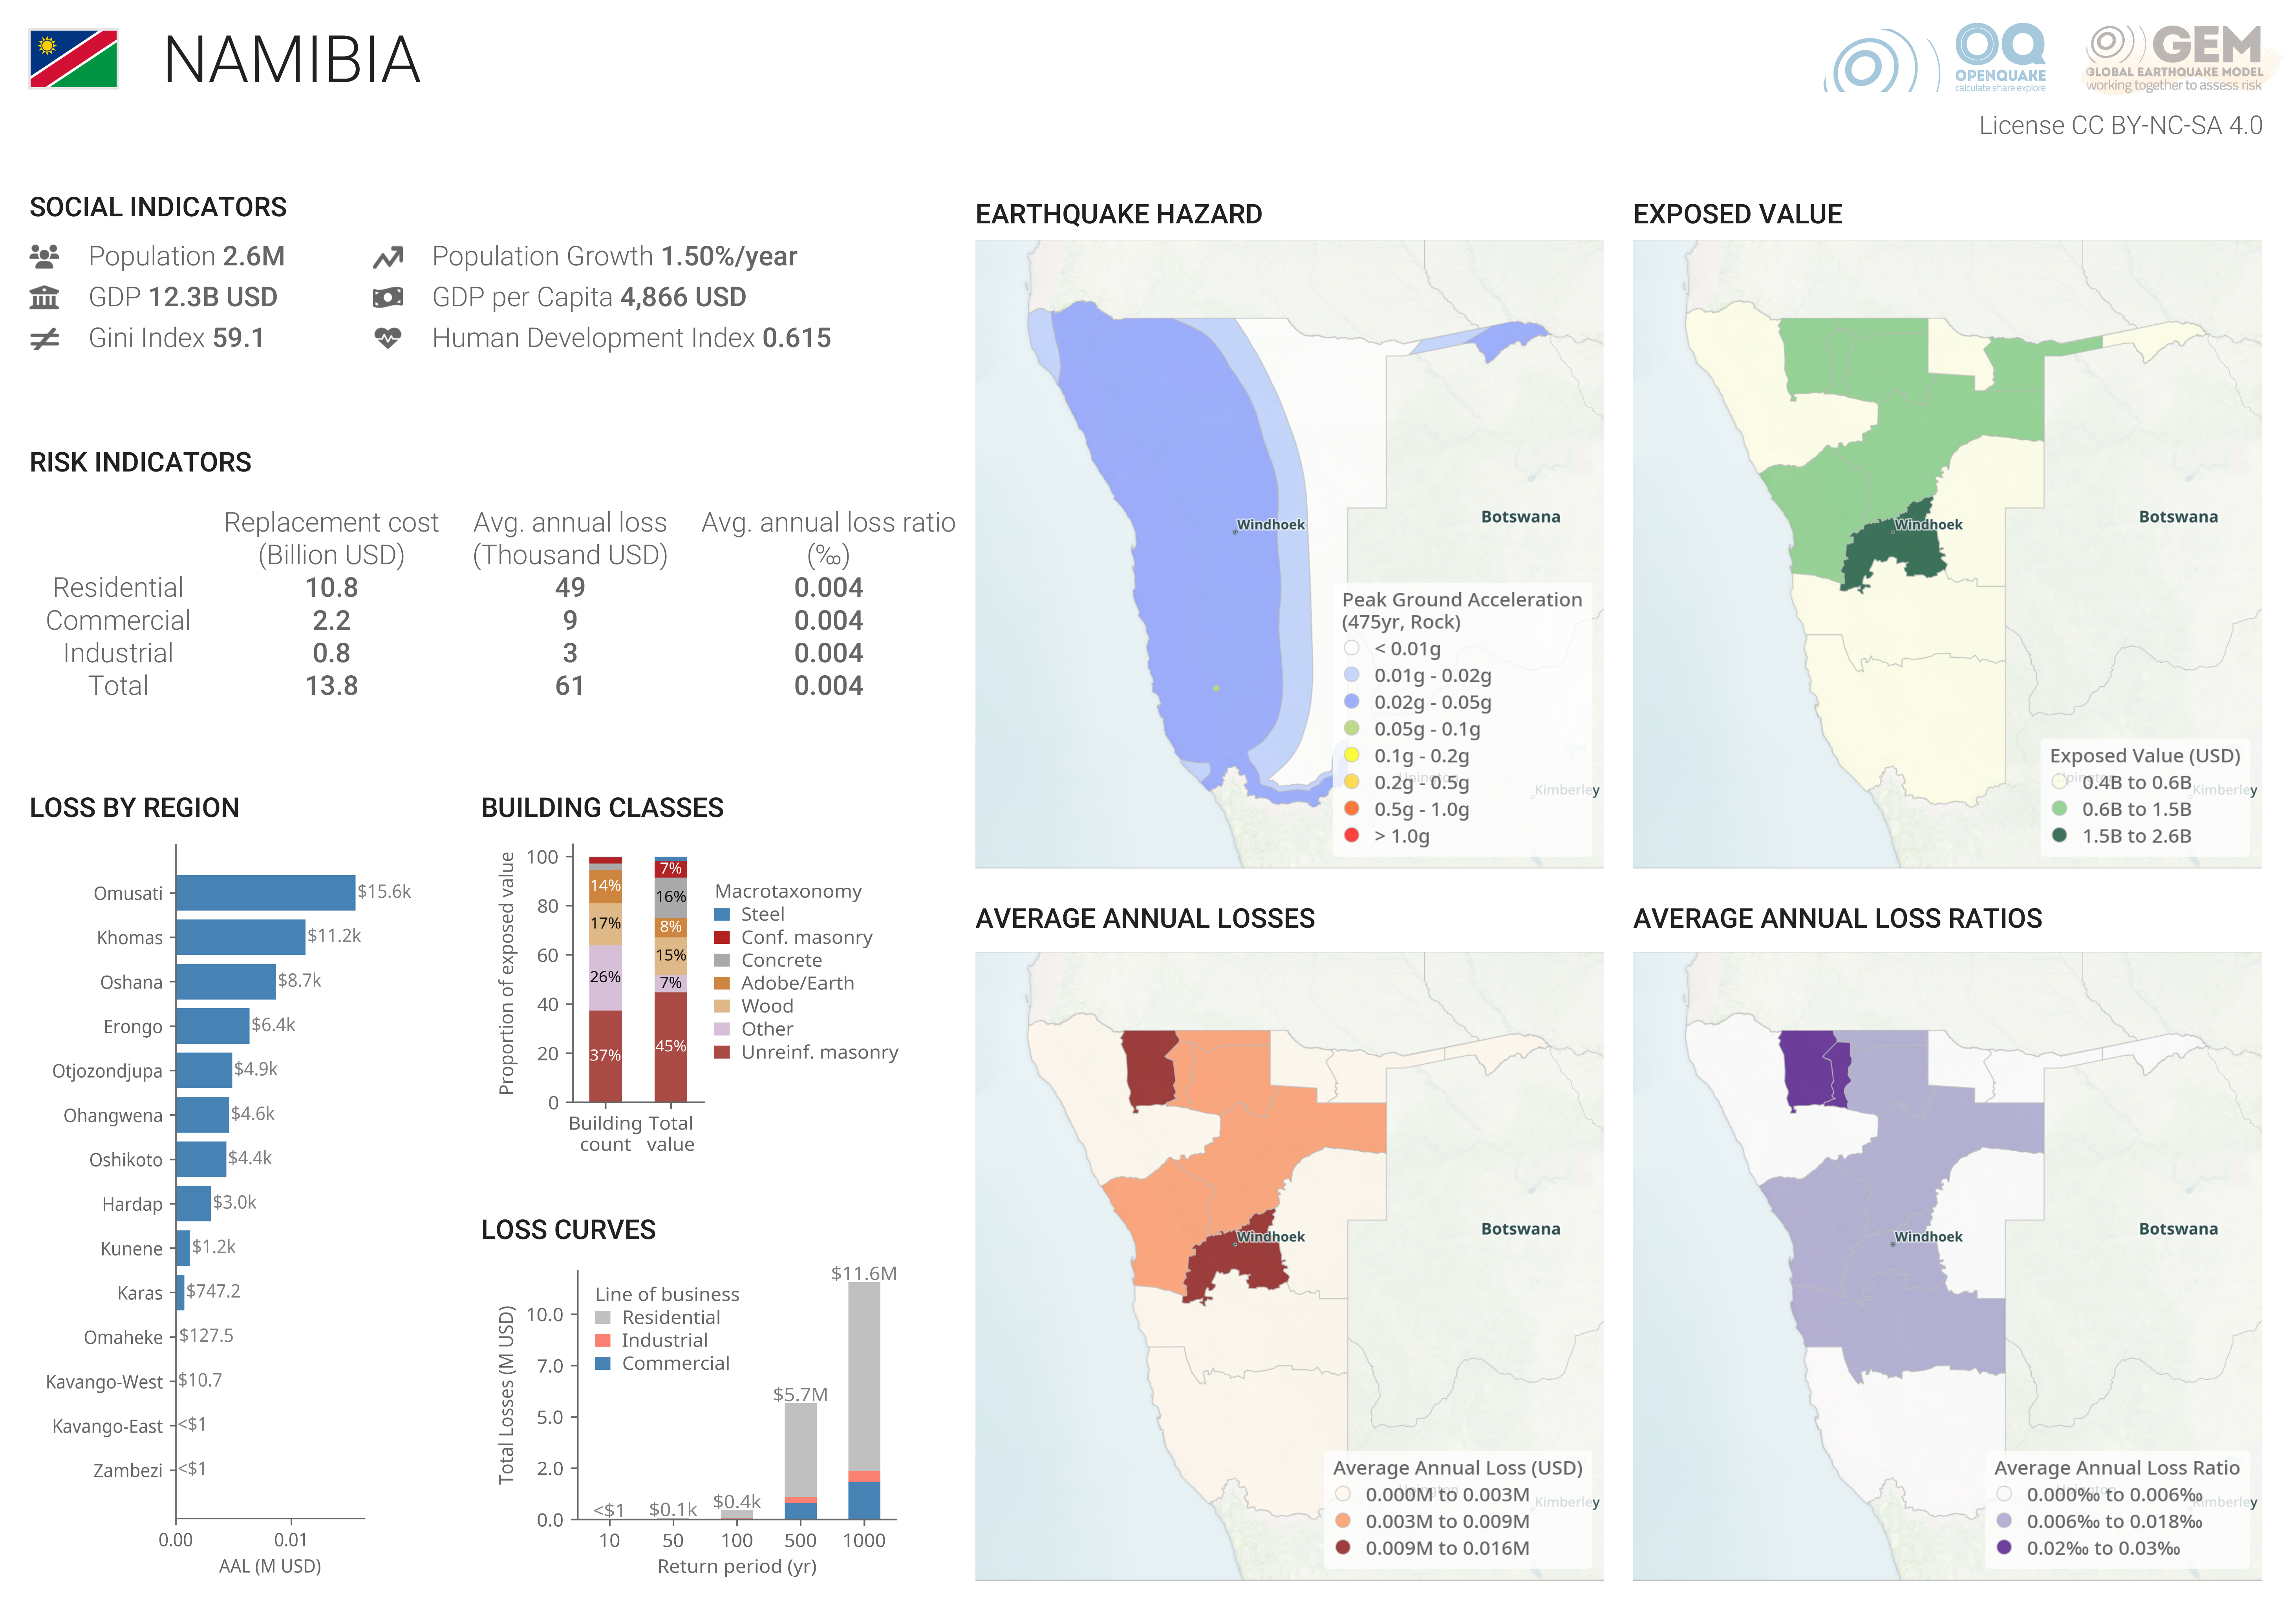 NAMIBIA
OQ
OPENQUAKE
calculate share explore
GEM
GLOBAL EARTHQUAKE MODEL
working together to assess risk
License CC BY-NC-SA 4.0
SOCIAL INDICATORS
Population 2.6M
Population Growth 1.50%/year
GDP 12.3B USD
GDP per Capita 4,866 USD
Gini Index 59.1
Human Development Index 0.615
RISK INDICATORS
Replacement cost (Billion USD) Avg. annual loss (Thousand USD) Avg. annual loss ratio (‰)
Residential 10.8 49 0.004
Commercial 2.2 9 0.004
Industrial 0.8 3 0.004
Total 13.8 61 0.004
LOSS BY REGION
Omusati $15.6k
Khomas $11.2k
Oshana $8.7k
Erongo $6.4k
Otjozondjupa $4.9k
Ohangwena $4.6k
Oshikoto $4.4k
Hardap $3.0k
Kunene $1.2k
Karas $747.2
Omaheke $127.5
Kavango-West $10.7
Kavango-East <$1
Zambezi <$1
0.00 0.01
AAL (M USD)
BUILDING CLASSES
Proportion of exposed value
100
80
60
40
20
0
14%
17%
26%
37%
7%
16%
8%
15%
7%
45%
Building count
Total value
Macrotaxonomy
Steel
Conf. masonry
Concrete
Adobe/Earth
Wood
Other
Unreinf. masonry
LOSS CURVES
Total Losses (M USD)
10.0
7.0
5.0
2.0
0.0
Line of business
Residential
Industrial
Commercial
<$1
$0.1k
$0.4k
$5.7M
$11.6M
10 50 100 500 1000
Return period (yr)
EARTHQUAKE HAZARD
Windhoek
Botswana
Peak Ground Acceleration
(475yr, Rock)
< 0.01g
0.01g - 0.02g
0.02g - 0.05g
0.05g - 0.1g
0.1g - 0.2g
0.2g - 0.5g
0.5g - 1.0g
> 1.0g
Upington
Kimberley
EXPOSED VALUE
Windhoek
Botswana
Exposed Value (USD)
0.4B to 0.6B
0.6B to 1.5B
1.5B to 2.6B
Kimberley
AVERAGE ANNUAL LOSSES
Windhoek
Botswana
Average Annual Loss (USD)
0.000M to 0.003M
0.003M to 0.009M
0.009M to 0.016M
Kimberley
AVERAGE ANNUAL LOSS RATIOS
Windhoek
Botswana
Average Annual Loss Ratio
0.000‰ to 0.006‰
0.006‰ to 0.018‰
0.02‰ to 0.03‰
Kimberley